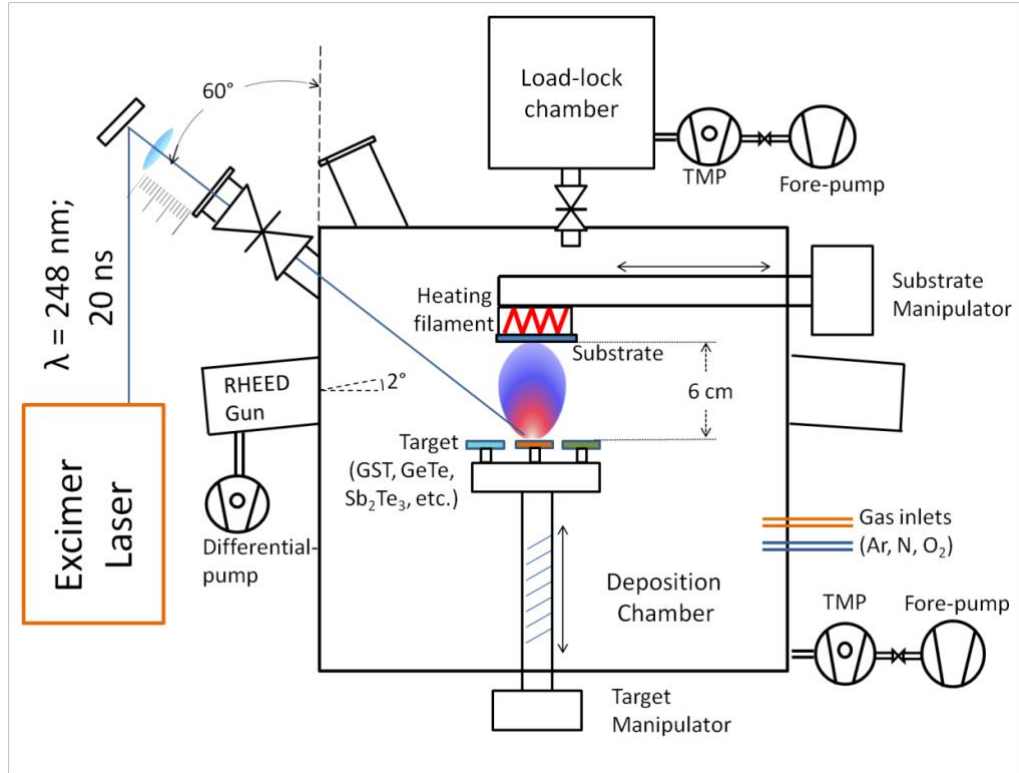 60°
Load-lock
chamber
TMP
Fore-pump
λ = 248 nm;
20 ns
Heating
filament
Substrate
Manipulator
Substrate
6 cm
RHEED
Gun
2°
Target
(GST, GeTe,
Sb₂Te₃, etc.)
Excimer
Laser
Differential-
pump
Gas inlets
(Ar, N, O₂)
Deposition
Chamber
TMP
Fore-pump
Target
Manipulator